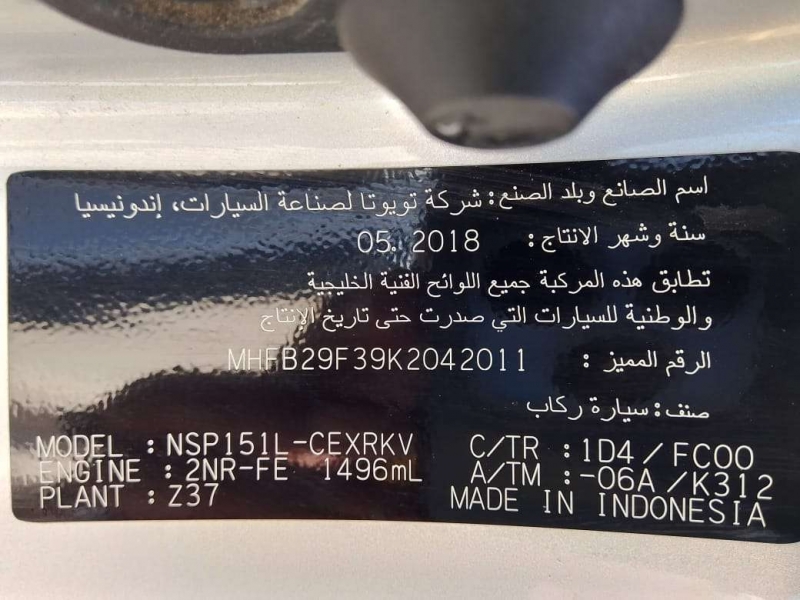 اسم الصانع وبلد الصنع: شركة تويوتا لصناعة السيارات، إندونيسيا
سنة وشهر الانتاج: 05. 2018
تطابق هذه المركبة جميع اللوائح الفنية الخليجية
والوطنية للسيارات التي صدرت حتى تاريخ الإنتاج
الرقم المميز: MHFB29F39K2042011
صنف: سيارة ركاب
MODEL : NSP151L-CEXRKV C/TR : 1D4/FC00
ENGINE : 2NR-FE 1496mL A/TM : -06A/K312
PLANT : Z37 MADE IN INDONESIA